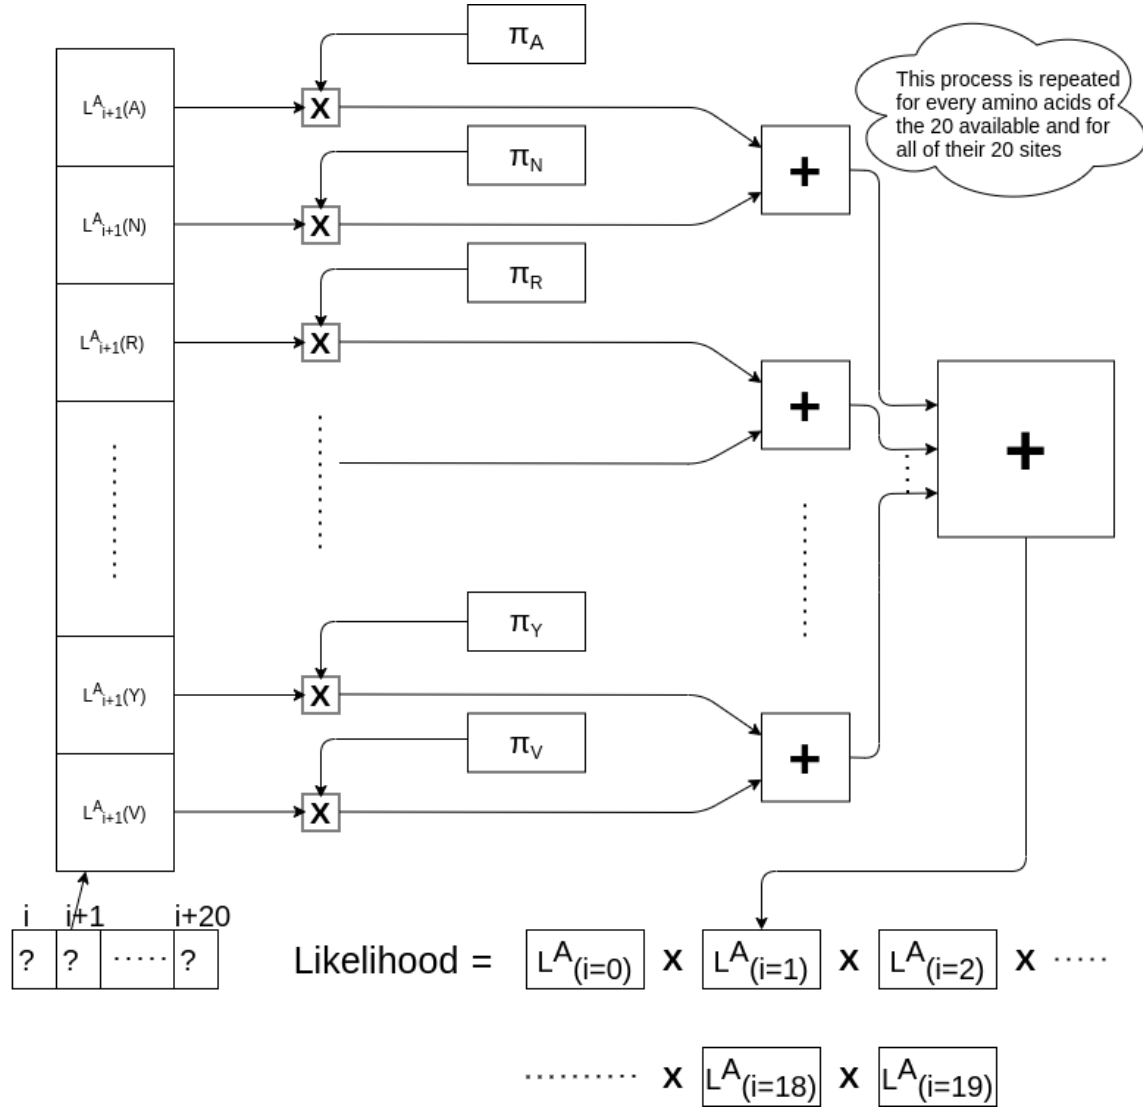 π_A
L^A_{i+1}(A)
X
This process is repeated
for every amino acids of
the 20 available and for
all of their 20 sites
π_N
+
L^A_{i+1}(N)
X
π_R
L^A_{i+1}(R)
X
+
+
π_Y
L^A_{i+1}(Y)
X
π_V
+
L^A_{i+1}(V)
X
i i+1 i+20
? ? ...... ?
Likelihood = L^A_{(i=0)} X L^A_{(i=1)} X L^A_{(i=2)} X ......
............ X L^A_{(i=18)} X L^A_{(i=19)}